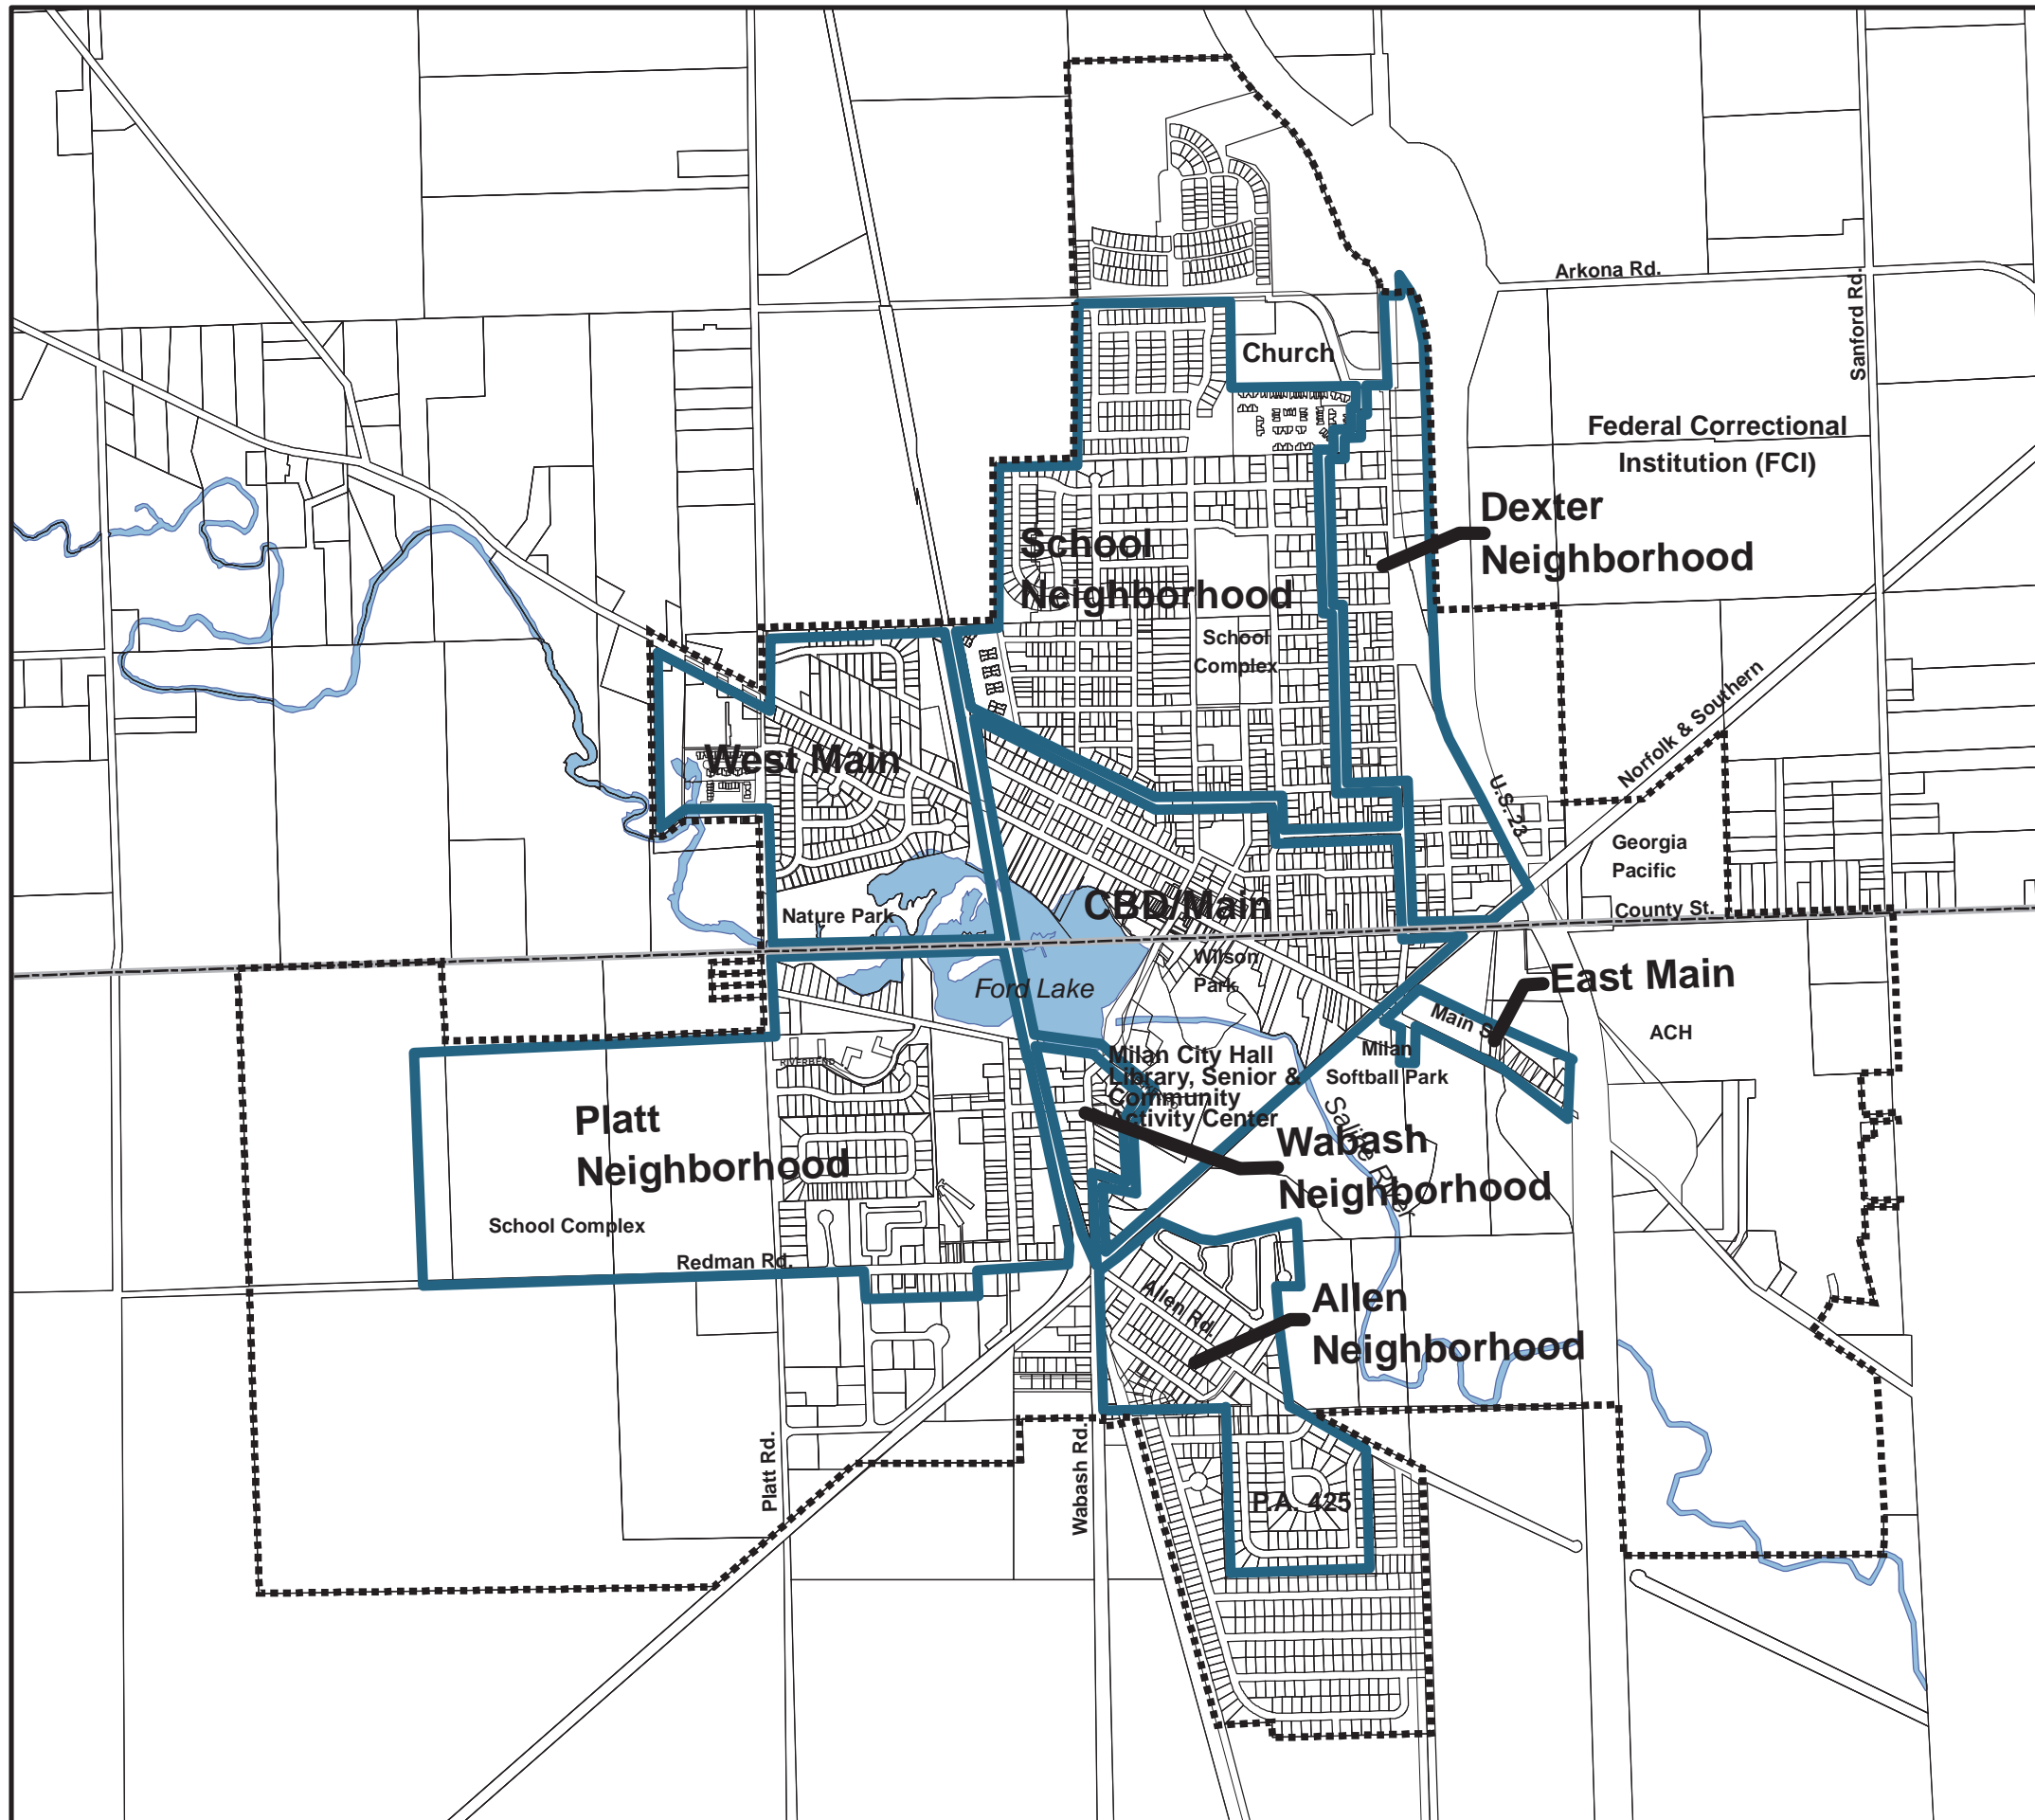 Arkona Rd.
Sanford Rd.
Church
Federal Correctional
Institution (FCI)
Dexter
Neighborhood
School
Neighborhood
School
Complex
Norfolk & Southern
West Main
U.S. 23
Georgia
Pacific
CBD/Main
County St.
Nature Park
Wilson
Park
Ford Lake
East Main
Main S
ACH
Milan
Softball Park
Milan City Hall
Library, Senior &
Community
Activity Center
RIVERBEND
Platt
Neighborhood
Saline River
Wabash
Neighborhood
School Complex
Redman Rd.
Allen Rd.
Allen
Neighborhood
Platt Rd.
Wabash Rd.
P.A. 425